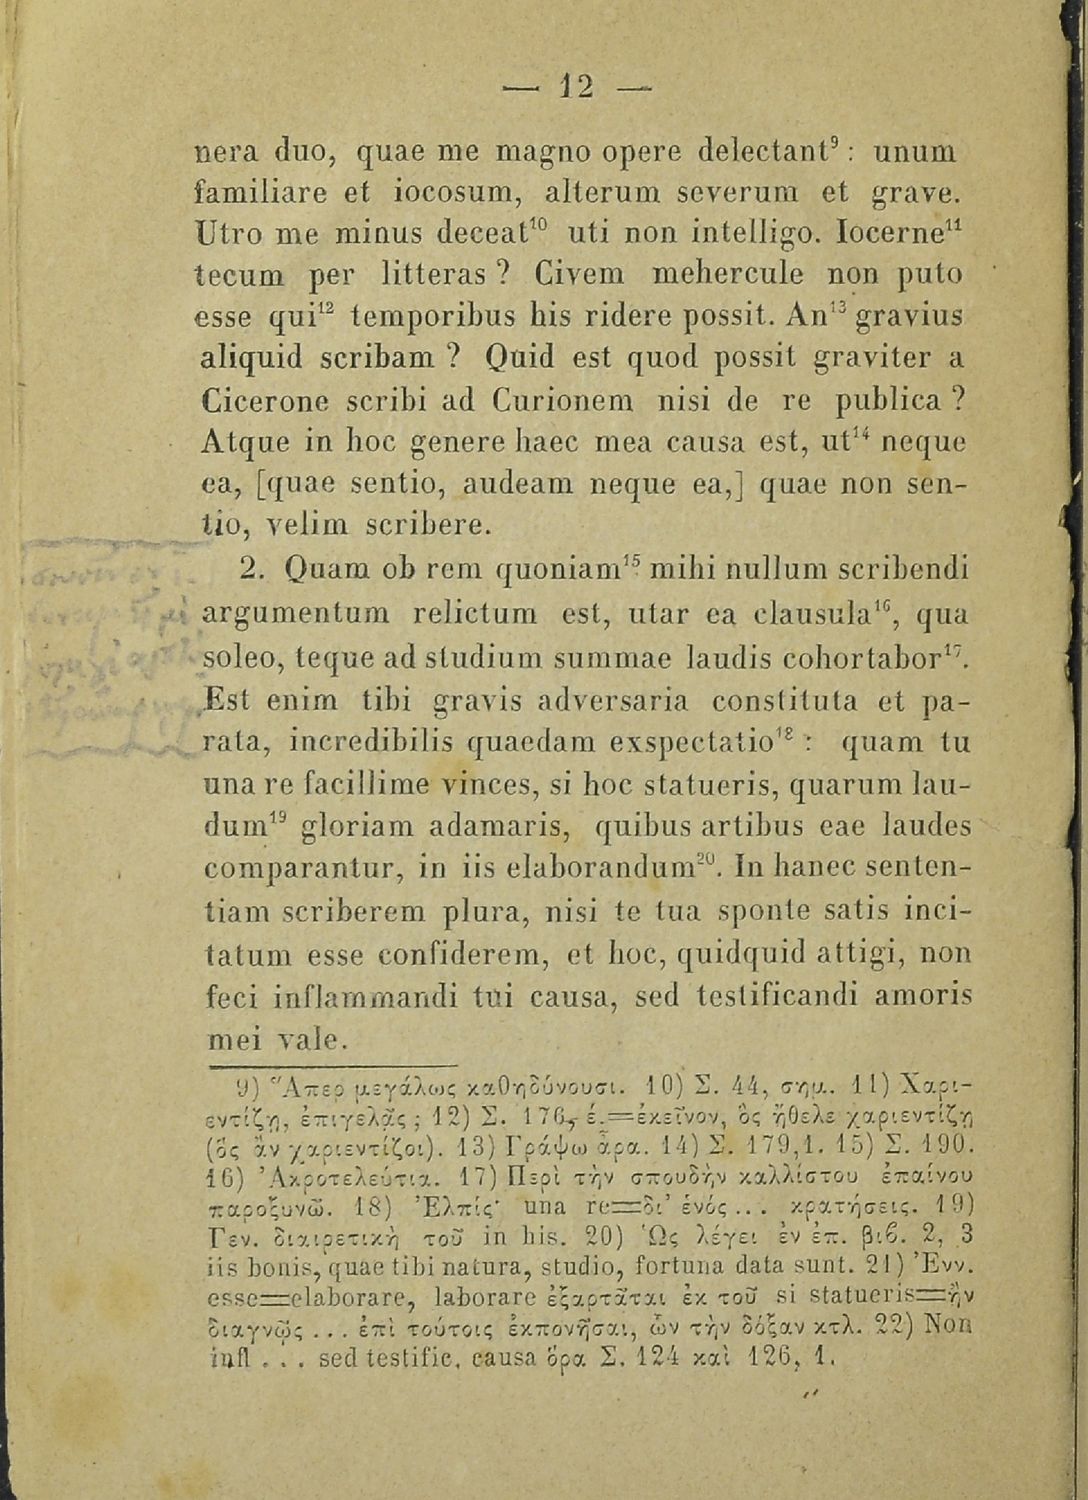 — 12 —
nera duo, quae me magno opere delectant⁹ : unum
familiare et iocosum, alterum severum et grave.
Utro me minus deceat¹⁰ uti non intelligo. Iocerne¹¹
tecum per litteras ? Civem mehercule non puto
esse qui¹² temporibus his ridere possit. An¹³ gravius
aliquid scribam ? Quid est quod possit graviter a
Cicerone scribi ad Curionem nisi de re publica ?
Atque in hoc genere haec mea causa est, ut¹⁴ neque
ea, [quae sentio, audeam neque ea,] quae non sen-
tio, velim scribere.
2. Quam ob rem quoniam¹⁵ mihi nullum scribendi
argumentum relictum est, utar ea clausula¹⁶, qua
soleo, teque ad studium summae laudis cohortabor¹⁷.
Est enim tibi gravis adversaria constituta et pa-
rata, incredibilis quaedam exspectatio¹⁸ : quam tu
una re facillime vinces, si hoc statueris, quarum lau-
dum¹⁹ gloriam adamaris, quibus artibus eae laudes
comparantur, in iis elaborandum²⁰. In hanec senten-
tiam scriberem plura, nisi te tua sponte satis inci-
tatum esse confiderem, et hoc, quidquid attigi, non
feci inflammandi tui causa, sed testificandi amoris
mei vale.
9) Ἅπερ μεγάλως καθηδύνουσι. 10) Σ. 44, σημ. 11) Χαρι-
εντίζῃ, ἐπιγελᾷς ; 12) Σ. 176, έ.=ἐκεῖνον, ὃς ἤθελε χαριεντίζῃ
(ὃς ἂν χαριεντίζοι). 13) Γράψω ἆρα. 14) Σ. 179,1. 15) Σ. 190.
16) Ἀκροτελεύτια. 17) Περὶ τὴν σπουδὴν καλλίστου ἐπαίνου
παροξυνῶ. 18) Ἐλπίς· una re=δι' ἑνός ... κρατήσεις. 19)
Γεν. διαιρετικὴ τοῦ in his. 20) Ὡς λέγει ἐν ἐπ. βιϐ. 2, 3
iis bonis, quae tibi natura, studio, fortuna data sunt. 21) Ἐνν.
esse=elaborare, laborare ἐξαρτᾶται ἐκ τοῦ si statueris=ἢν
διαγνῷς ... ἐπὶ τούτοις ἐκπονῆσαι, ὧν τὴν δόξαν κτλ. 22) Non
infl . . . sed testific. causa ὅρα Σ. 124 καὶ 126, 1.